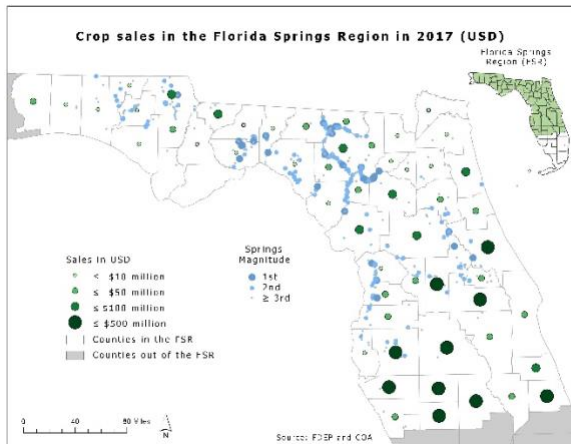 Crop sales in the Florida Springs Region in 2017 (USD)
Florida Springs
Region (FSR)
Sales in USD
< $10 million
≤ $50 million
≤ $100 million
≤ $500 million
Counties in the FSR
Counties out of the FSR
Springs
Magnitude
1st
2nd
≥ 3rd
0 40 80 Miles
N
Source: FDEP and COA